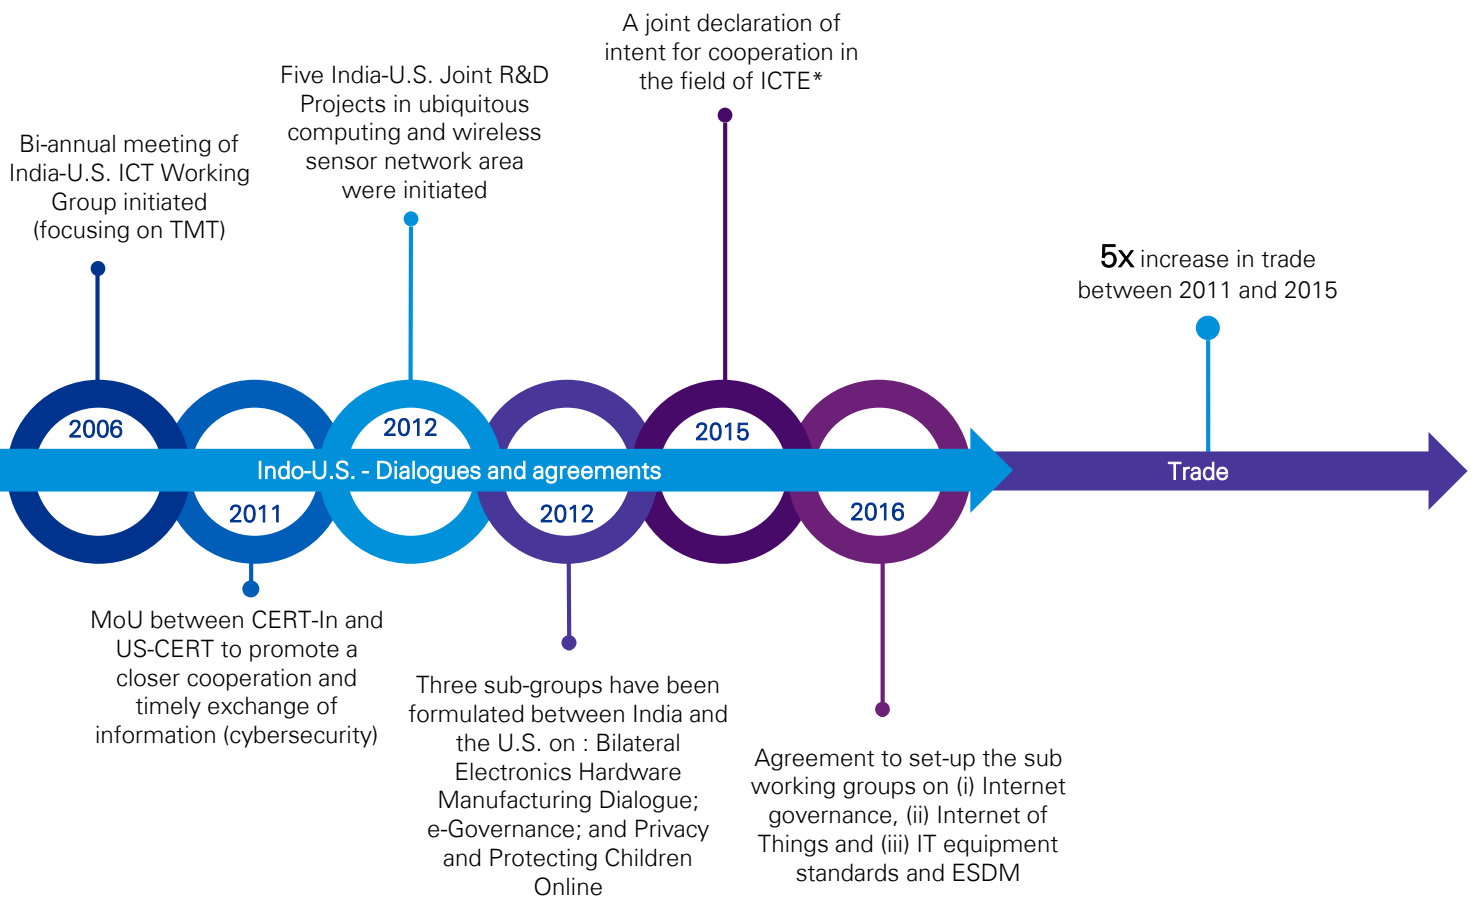 A joint declaration of
intent for cooperation in
the field of ICTE*
Five India-U.S. Joint R&D
Projects in ubiquitous
computing and wireless
sensor network area
were initiated
Bi-annual meeting of
India-U.S. ICT Working
Group initiated
(focusing on TMT)
5x increase in trade
between 2011 and 2015
2006
2012
2015
Indo-U.S. - Dialogues and agreements
Trade
2011
2012
2016
MoU between CERT-In and
US-CERT to promote a
closer cooperation and
timely exchange of
information (cybersecurity)
Three sub-groups have been
formulated between India and
the U.S. on : Bilateral
Electronics Hardware
Manufacturing Dialogue;
e-Governance; and Privacy
and Protecting Children
Online
Agreement to set-up the sub
working groups on (i) Internet
governance, (ii) Internet of
Things and (iii) IT equipment
standards and ESDM